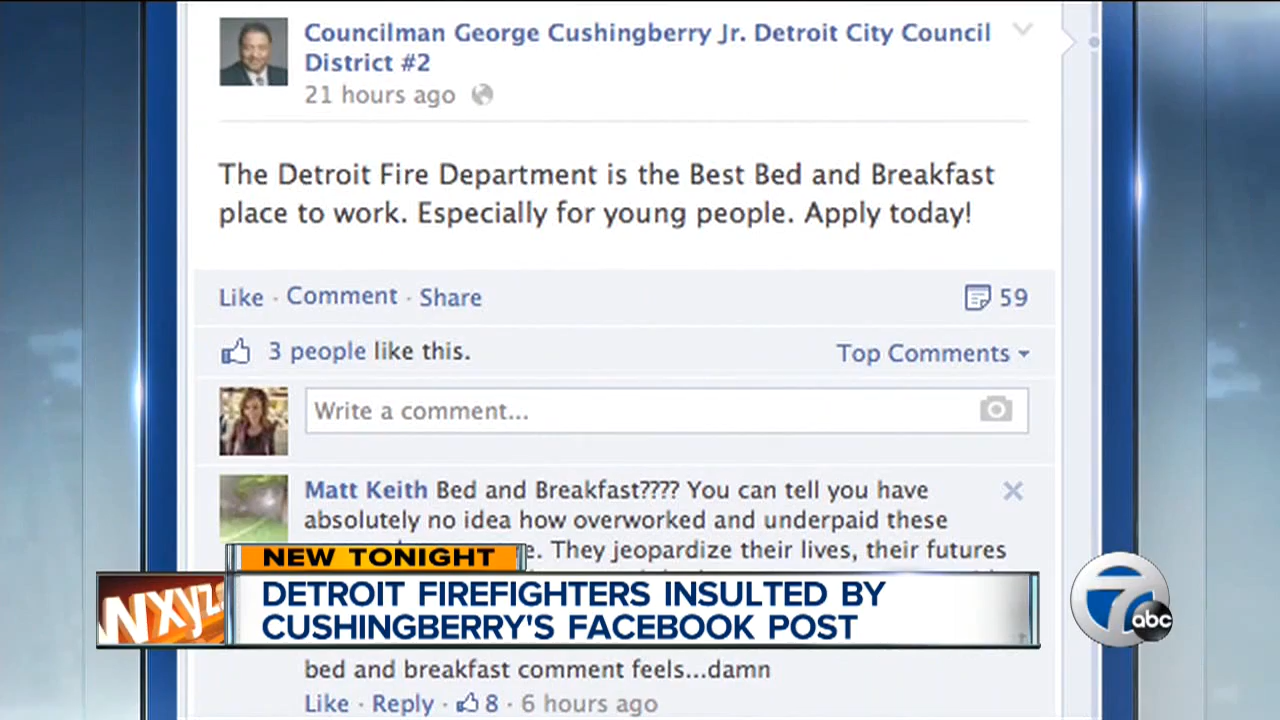 Councilman George Cushingberry Jr. Detroit City Council
District #2
21 hours ago
The Detroit Fire Department is the Best Bed and Breakfast
place to work. Especially for young people. Apply today!
Like · Comment · Share
59
3 people like this.
Top Comments
Write a comment...
Matt Keith Bed and Breakfast???? You can tell you have
absolutely no idea how overworked and underpaid these
They jeopardize their lives, their futures
NEW TONIGHT
DETROIT FIREFIGHTERS INSULTED BY
CUSHINGBERRY'S FACEBOOK POST
wxyz
7 abc
bed and breakfast comment feels...damn
Like · Reply · 8 · 6 hours ago